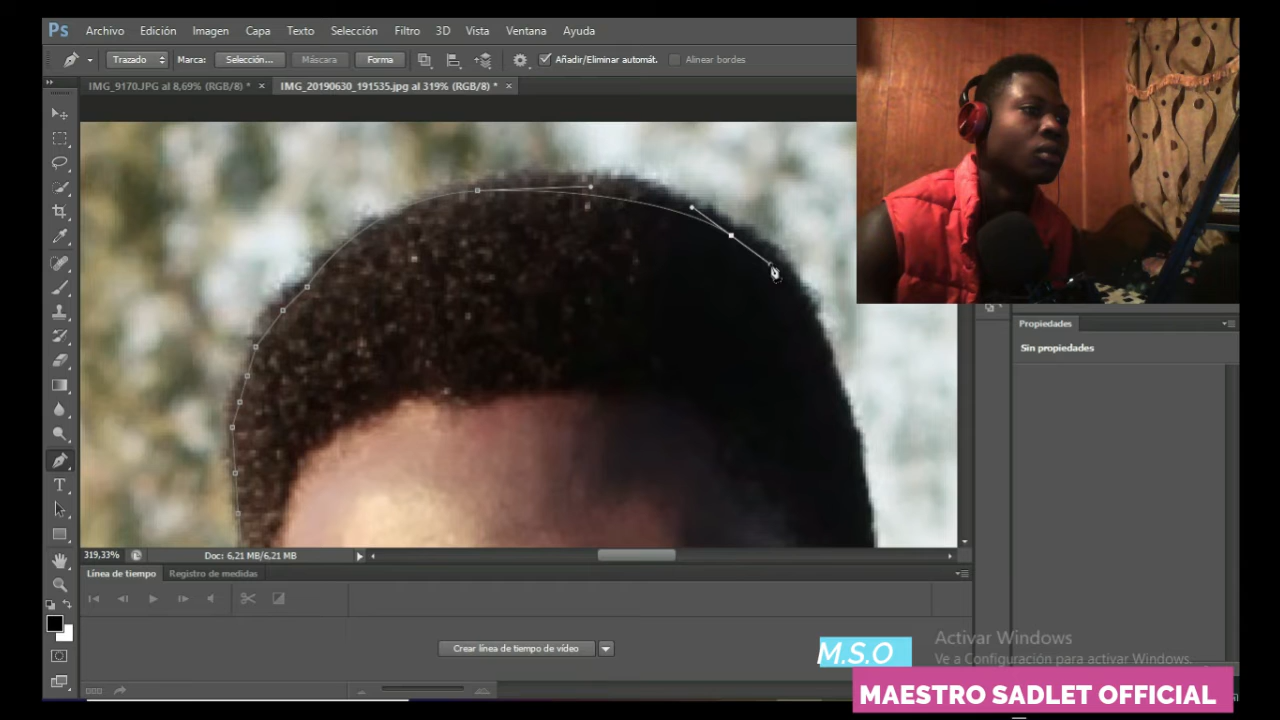 Ps Archivo Edición Imagen Capa Texto Selección Filtro 3D Vista Ventana Ayuda
Trazado Marca: Selección... Máscara Forma Añadir/Eliminar automát. Alinear bordes
IMG_9170.JPG al 8,69% (RGB/8) * × IMG_20190630_191535.jpg al 319% (RGB/8) * ×
Propiedades
Sin propiedades
T
319,33% Doc: 6,21 MB/6,21 MB
Línea de tiempo Registro de medidas
Crear línea de tiempo de vídeo
M.S.O
Activar Windows
Ve a Configuración para activar Windows.
MAESTRO SADLET OFFICIAL